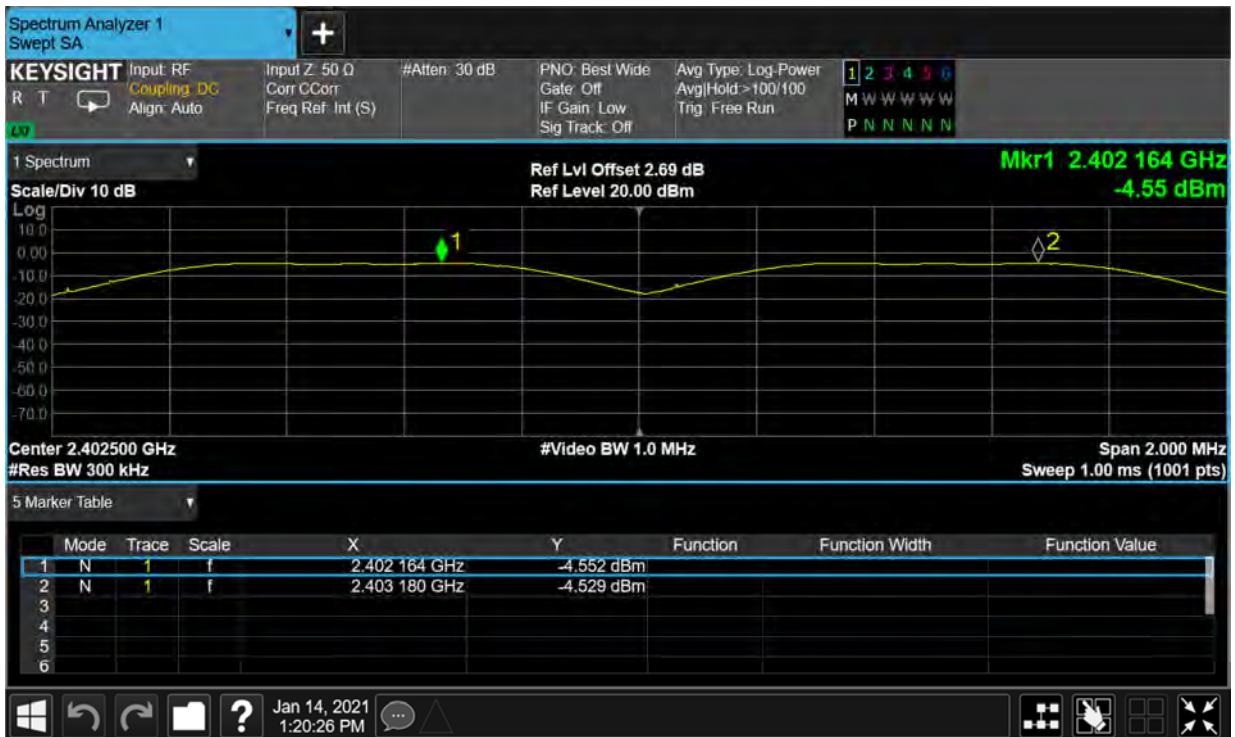 Spectrum Analyzer 1
Swept SA
+
KEYSIGHT Input: RF Input Z: 50 Ω #Atten: 30 dB PNO: Best Wide Avg Type: Log-Power 1 2 3 4 5 6
R T Coupling: DC Corr CCorr Gate: Off Avg|Hold:>100/100 M W W W W W
Align: Auto Freq Ref: Int (S) IF Gain: Low Trig: Free Run P N N N N N
LXI Sig Track: Off
1 Spectrum
Ref Lvl Offset 2.69 dB Mkr1 2.402 164 GHz
Scale/Div 10 dB Ref Level 20.00 dBm -4.55 dBm
Log
10.0
0.00
-10.0
-20.0
-30.0
-40.0
-50.0
-60.0
-70.0
1
2
Center 2.402500 GHz #Video BW 1.0 MHz Span 2.000 MHz
#Res BW 300 kHz Sweep 1.00 ms (1001 pts)
5 Marker Table
Mode Trace Scale X Y Function Function Width Function Value
1 N 1 f 2.402 164 GHz -4.552 dBm
2 N 1 f 2.403 180 GHz -4.529 dBm
3
4
5
6
? Jan 14, 2021
1:20:26 PM